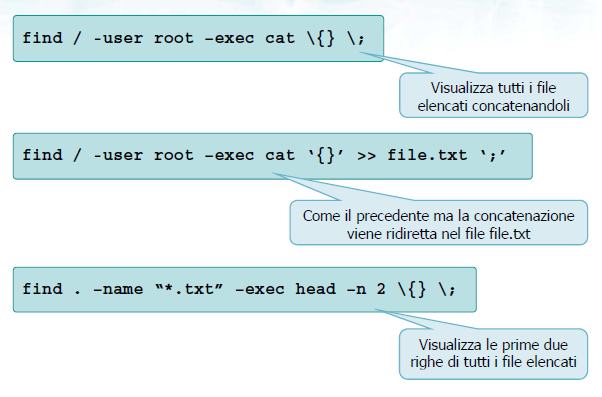 find / -user root –exec cat \{} \;
Visualizza tutti i file
elencati concatenandoli
find / -user root –exec cat ‘{}’ >> file.txt ‘;’
Come il precedente ma la concatenazione
viene ridiretta nel file file.txt
find . –name “*.txt” –exec head –n 2 \{} \;
Visualizza le prime due
righe di tutti i file elencati